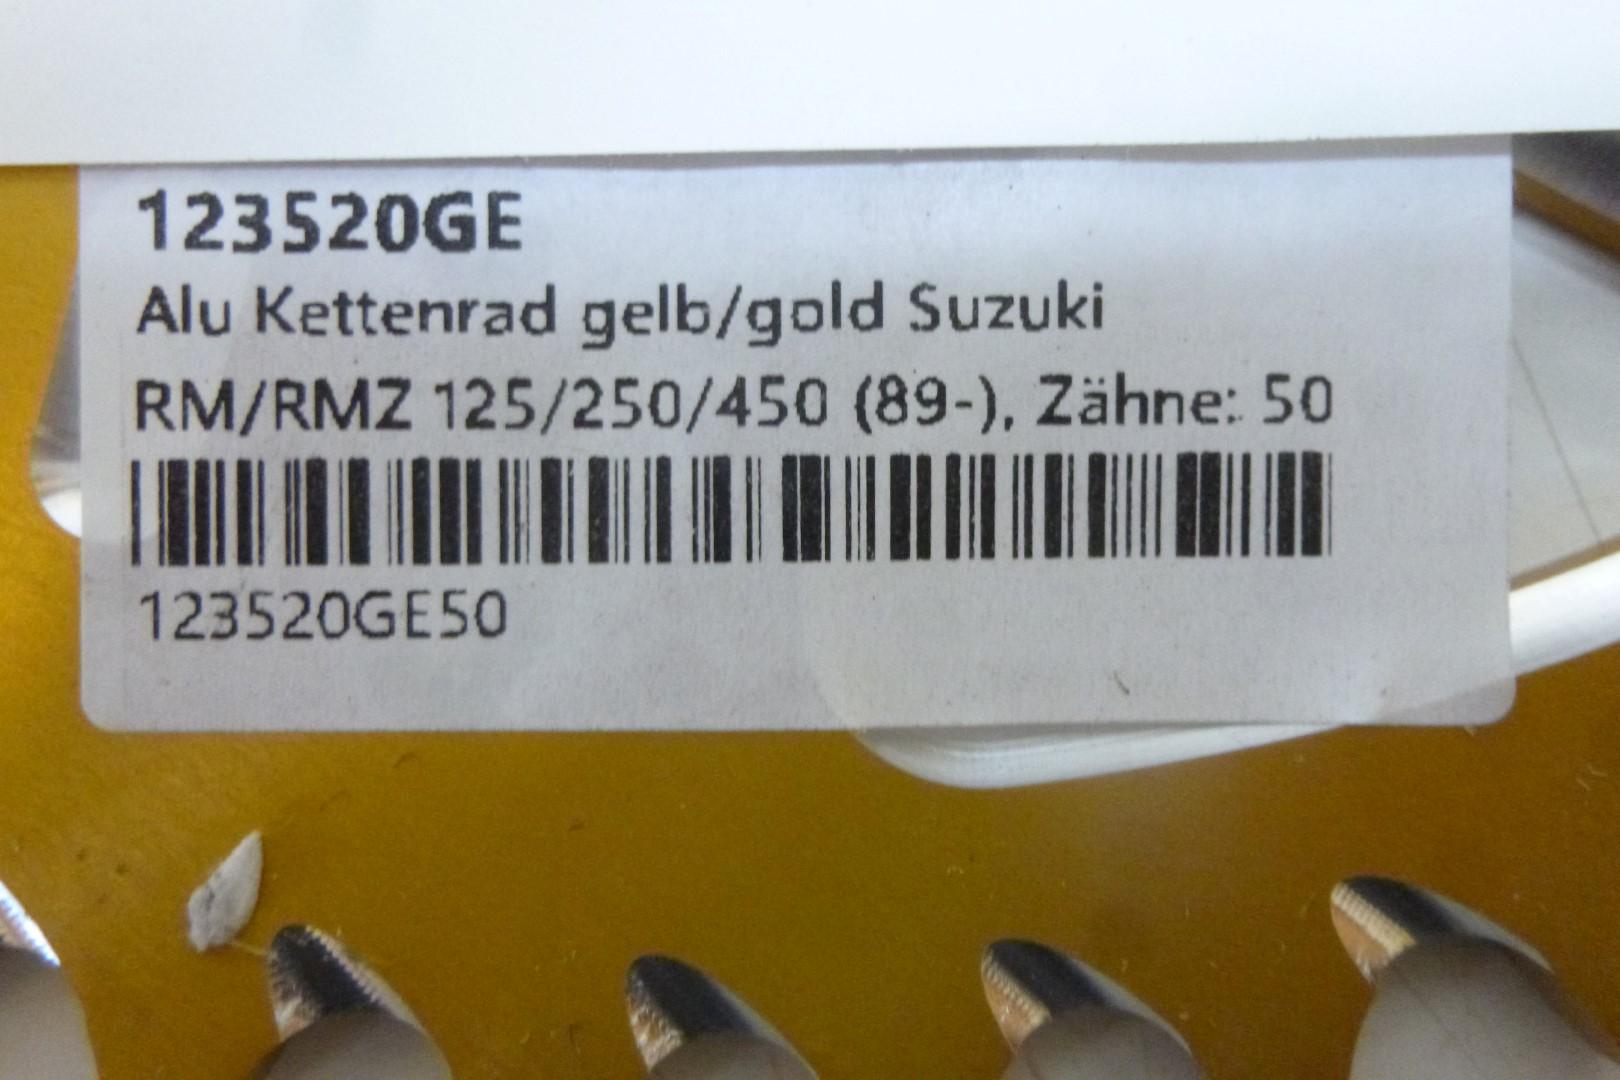 123520GE
Alu Kettenrad gelb/gold Suzuki
RM/RMZ 125/250/450 (89-), Zähne: 50
123520GE50